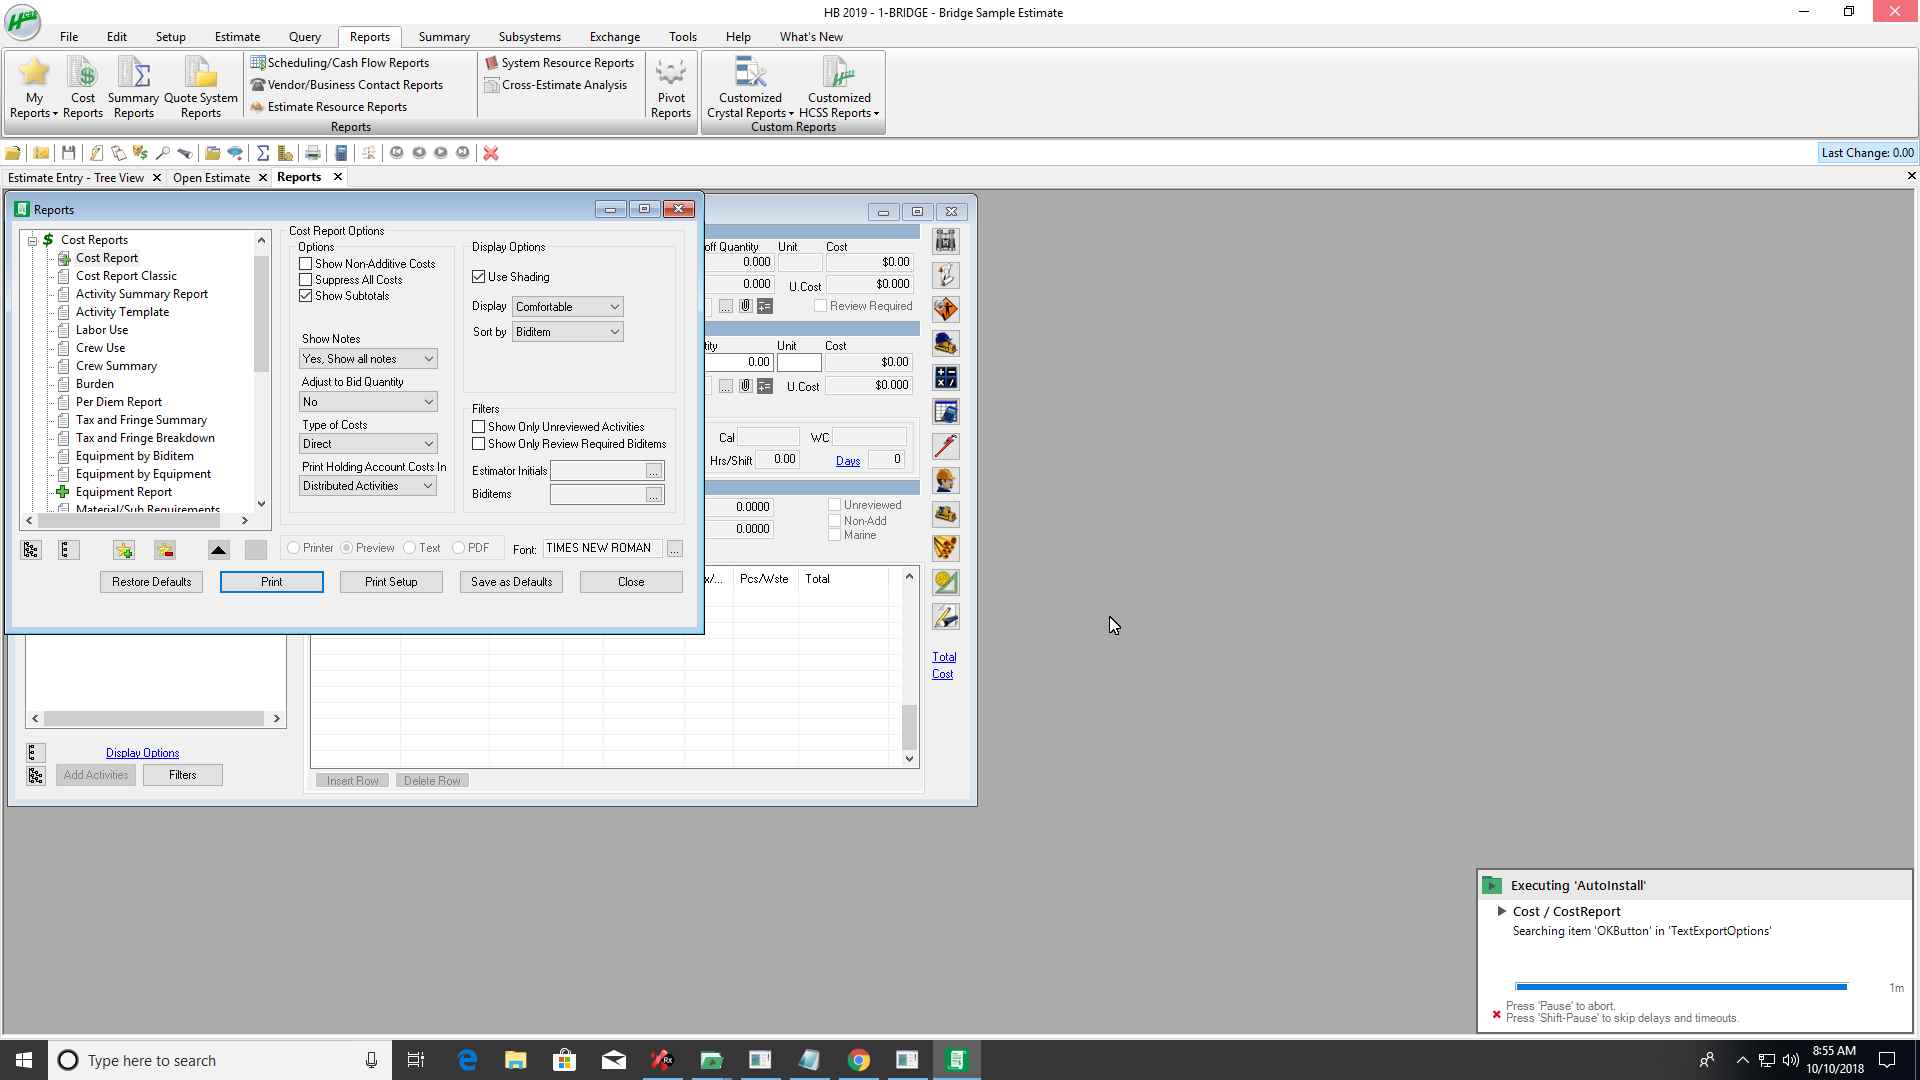 HCSS
HB 2019 - 1-BRIDGE - Bridge Sample Estimate
File Edit Setup Estimate Query Reports Summary Subsystems Exchange Tools Help What's New
My Reports
Cost Reports
Summary Reports
Quote System Reports
Scheduling/Cash Flow Reports
Vendor/Business Contact Reports
Estimate Resource Reports
System Resource Reports
Cross-Estimate Analysis
Pivot Reports
Customized Crystal Reports
Customized HCSS Reports
Reports
Custom Reports
Last Change: 0.00
Estimate Entry - Tree View Open Estimate Reports
Reports
Cost Reports
Cost Report
Cost Report Classic
Activity Summary Report
Activity Template
Labor Use
Crew Use
Crew Summary
Burden
Per Diem Report
Tax and Fringe Summary
Tax and Fringe Breakdown
Equipment by Biditem
Equipment by Equipment
Equipment Report
Material/Sub Requirements
Cost Report Options
Options
Show Non-Additive Costs
Suppress All Costs
Show Subtotals
Show Notes
Yes, Show all notes
Adjust to Bid Quantity
No
Type of Costs
Direct
Print Holding Account Costs In
Distributed Activities
Display Options
Use Shading
Display Comfortable
Sort by Biditem
Filters
Show Only Unreviewed Activities
Show Only Review Required Biditems
Estimator Initials ...
Biditems ...
Printer Preview Text PDF Font: TIMES NEW ROMAN ...
Restore Defaults Print Print Setup Save as Defaults Close
off Quantity Unit Cost
0.000 $0.00
0.000 U.Cost $0.000
... Review Required
tity Unit Cost
0.00 $0.00
... U.Cost $0.000
Cal WC
Hrs/Shift 0.00 Days 0
0.0000 Unreviewed
Non-Add
0.0000 Marine
x/... Pcs/Wste Total
Total
Cost
Display Options
Add Activities Filters
Insert Row Delete Row
Executing 'AutoInstall'
Cost / CostReport
Searching item 'OKButton' in 'TextExportOptions'
1m
Press 'Pause' to abort.
Press 'Shift-Pause' to skip delays and timeouts.
Type here to search
8:55 AM
10/10/2018